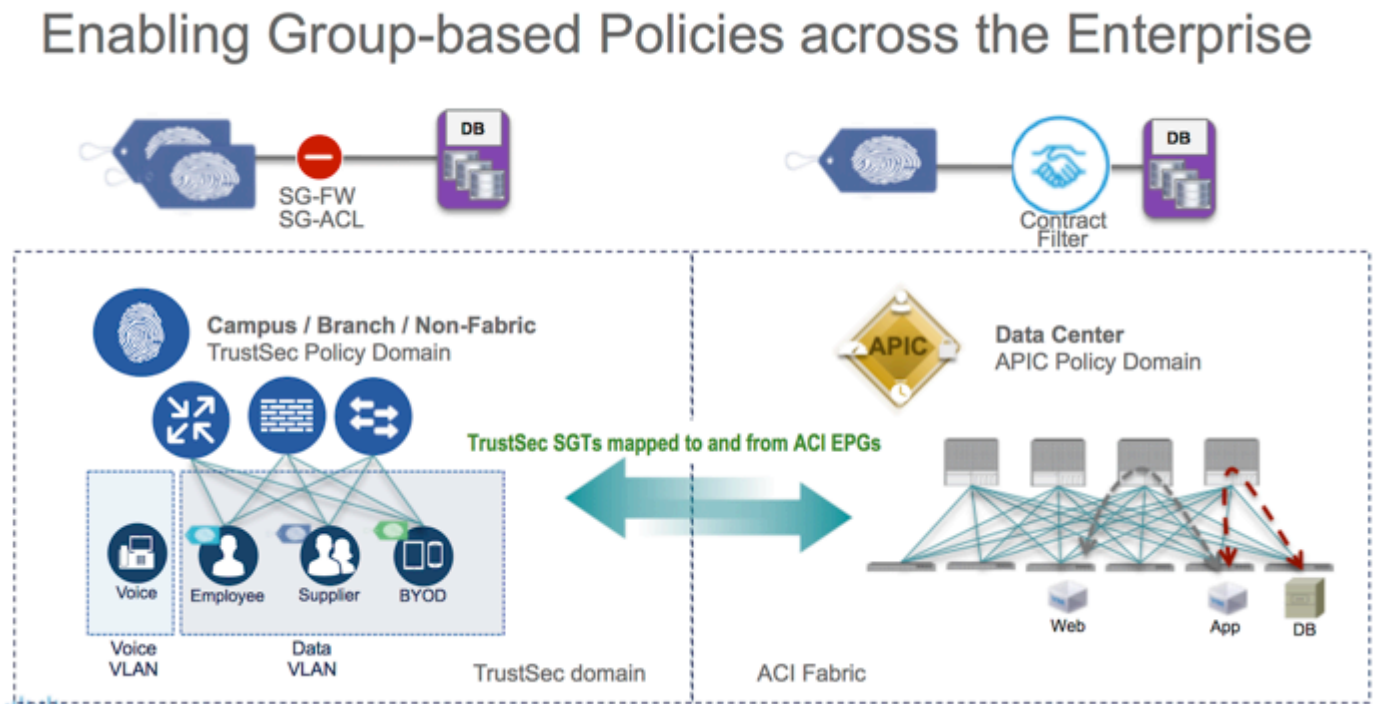 Enabling Group-based Policies across the Enterprise
DB
SG-FW
SG-ACL
DB
Contract
Filter
Campus / Branch / Non-Fabric
TrustSec Policy Domain
APIC
Data Center
APIC Policy Domain
TrustSec SGTs mapped to and from ACI EPGs
Voice
Employee
Supplier
BYOD
Web
App
DB
Voice
VLAN
Data
VLAN
TrustSec domain
ACI Fabric